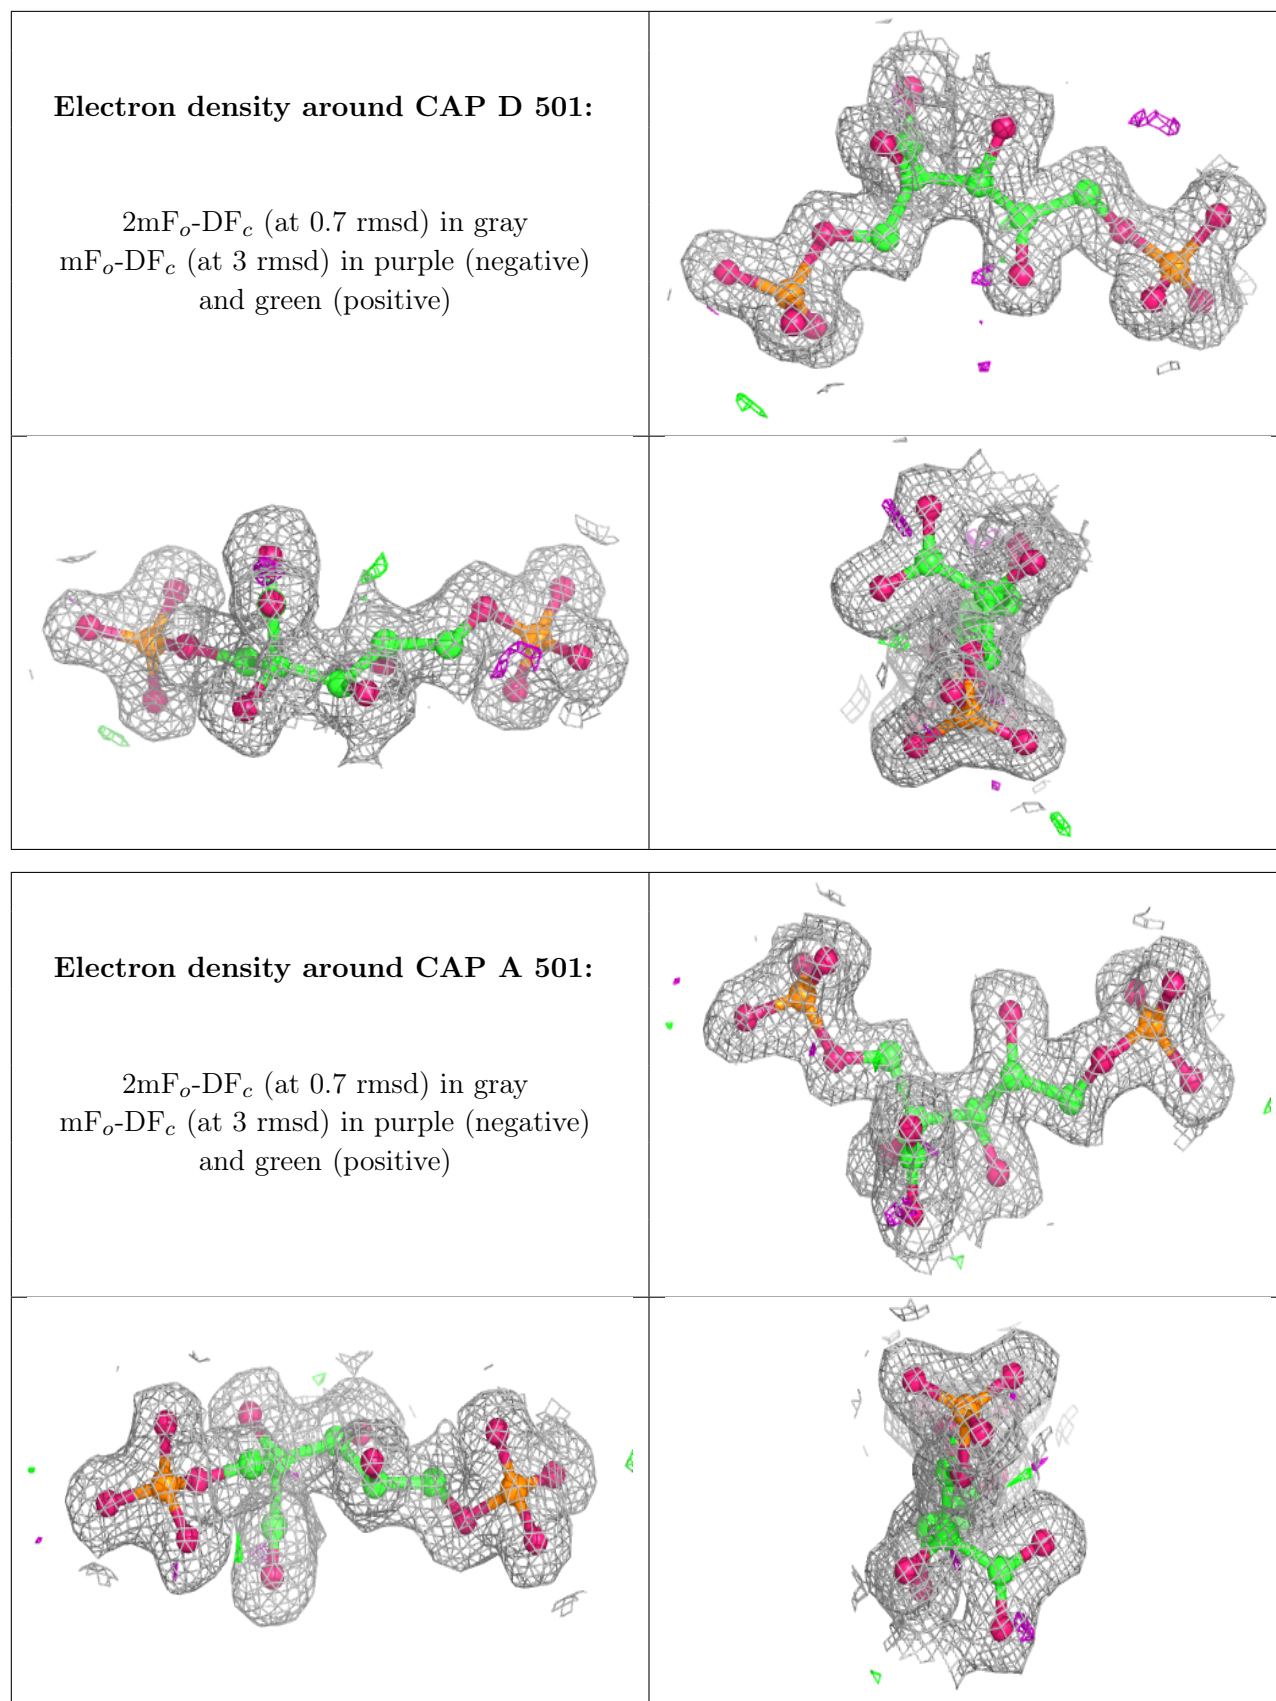 Electron density around CAP D 501:
2mFo-DFc (at 0.7 rmsd) in gray
mFo-DFc (at 3 rmsd) in purple (negative)
and green (positive)
Electron density around CAP A 501:
2mFo-DFc (at 0.7 rmsd) in gray
mFo-DFc (at 3 rmsd) in purple (negative)
and green (positive)